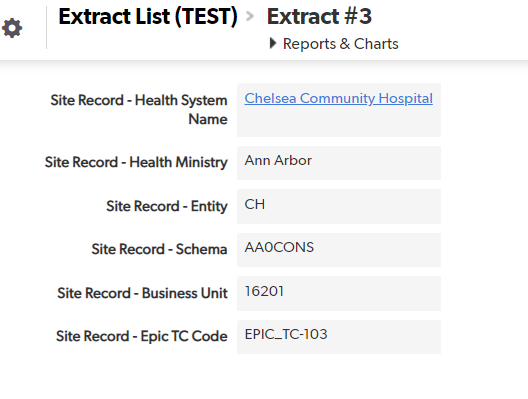 Extract List (TEST) > Extract #3
Reports & Charts
Site Record - Health System Name
Chelsea Community Hospital
Site Record - Health Ministry
Ann Arbor
Site Record - Entity
CH
Site Record - Schema
AA0CONS
Site Record - Business Unit
16201
Site Record - Epic TC Code
EPIC_TC-103